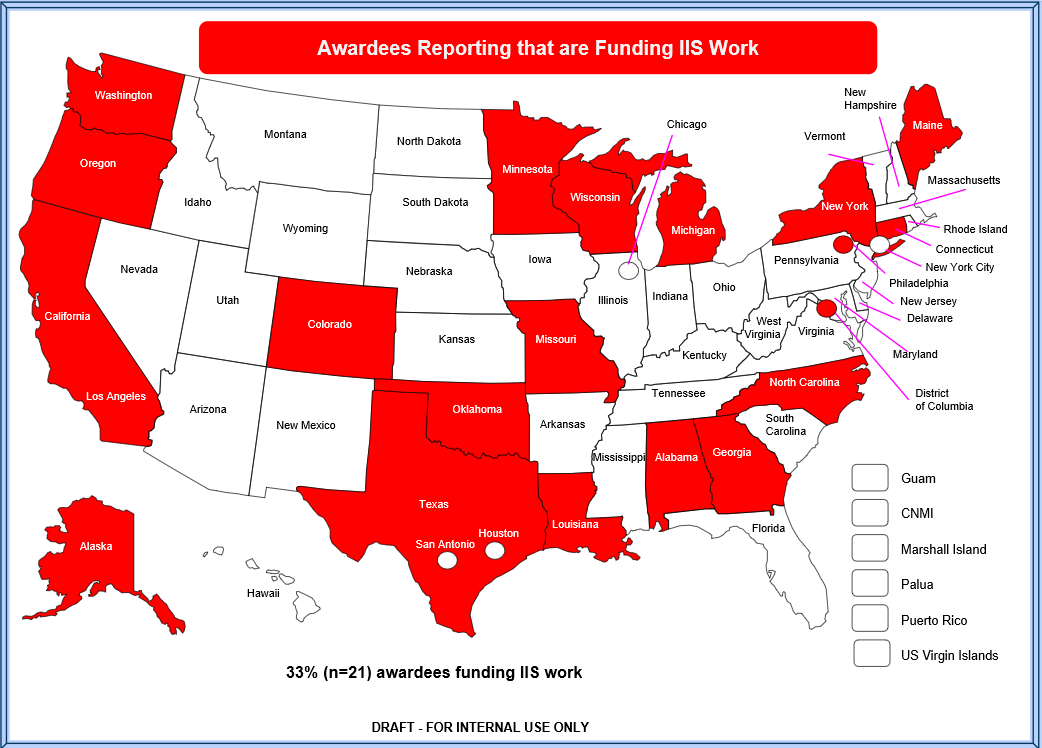 Awardees Reporting that are Funding IIS Work
New
Hampshire
Chicago
Vermont
Maine
Washington
Montana
North Dakota
Minnesota
Oregon
Massachusetts
Idaho
South Dakota
Wisconsin
New York
Wyoming
Michigan
Rhode Island
Connecticut
Nevada
Nebraska
Iowa
Pennsylvania
New York City
Philadelphia
Utah
Illinois
Indiana
Ohio
New Jersey
Delaware
California
Colorado
Kansas
Missouri
West
Virginia
Virginia
Kentucky
Maryland
Los Angeles
Tennessee
North Carolina
District
of Columbia
Arizona
New Mexico
Oklahoma
Arkansas
South
Carolina
Mississippi
Alabama
Georgia
Guam
Texas
CNMI
Louisiana
Florida
Houston
San Antonio
Alaska
Marshall Island
Palua
Hawaii
Puerto Rico
US Virgin Islands
33% (n=21) awardees funding IIS work
DRAFT - FOR INTERNAL USE ONLY